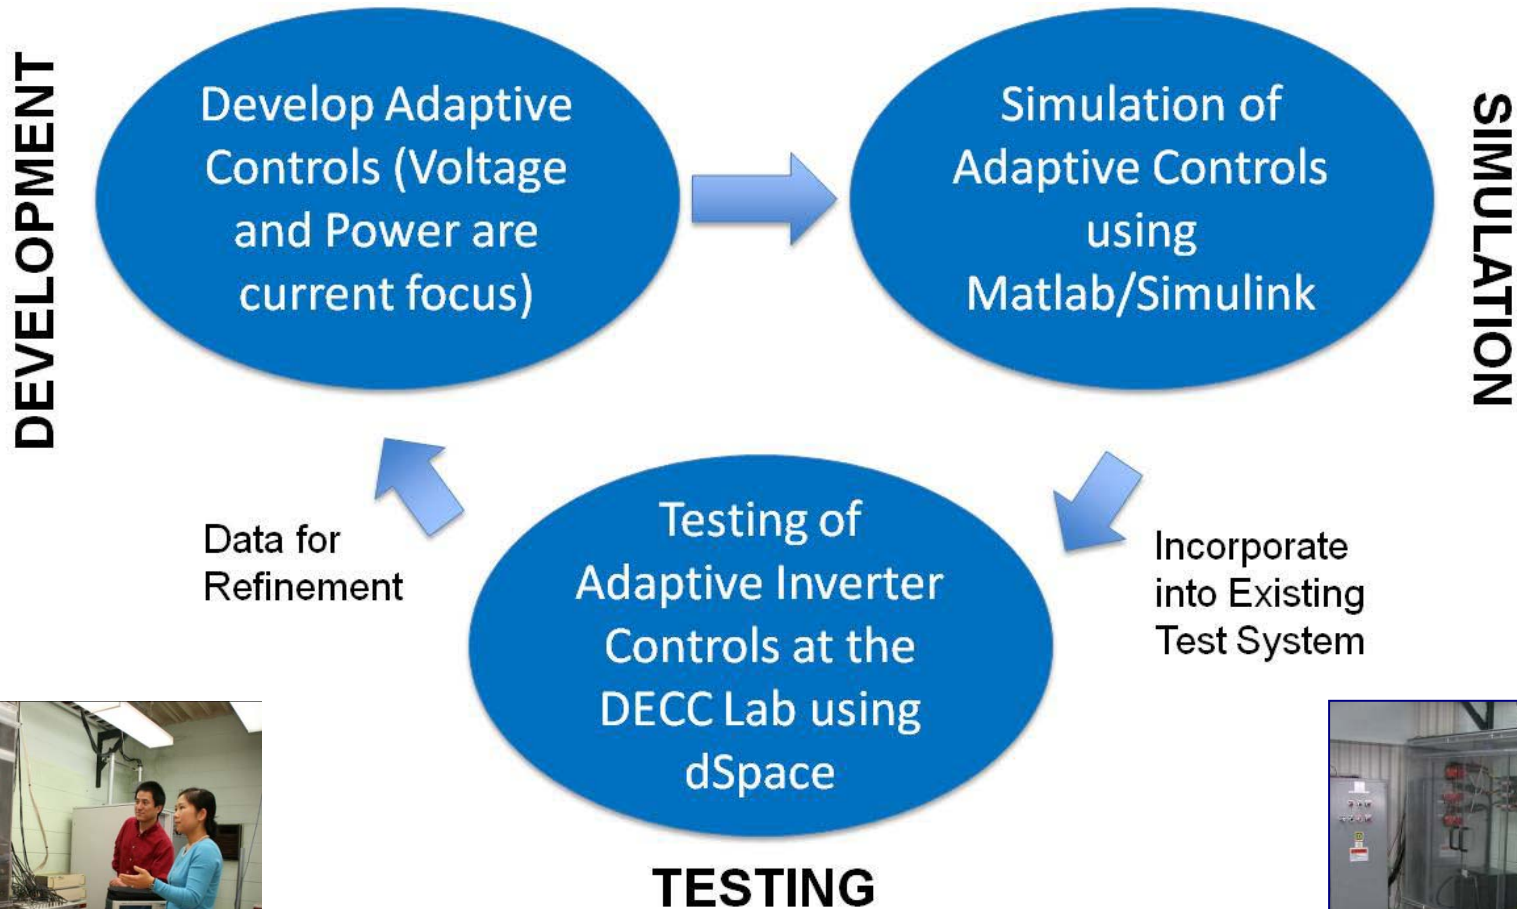 DEVELOPMENT
Develop Adaptive
Controls (Voltage
and Power are
current focus)
Simulation of
Adaptive Controls
using
Matlab/Simulink
SIMULATION
Data for
Refinement
Testing of
Adaptive Inverter
Controls at the
DECC Lab using
dSpace
Incorporate
into Existing
Test System
TESTING